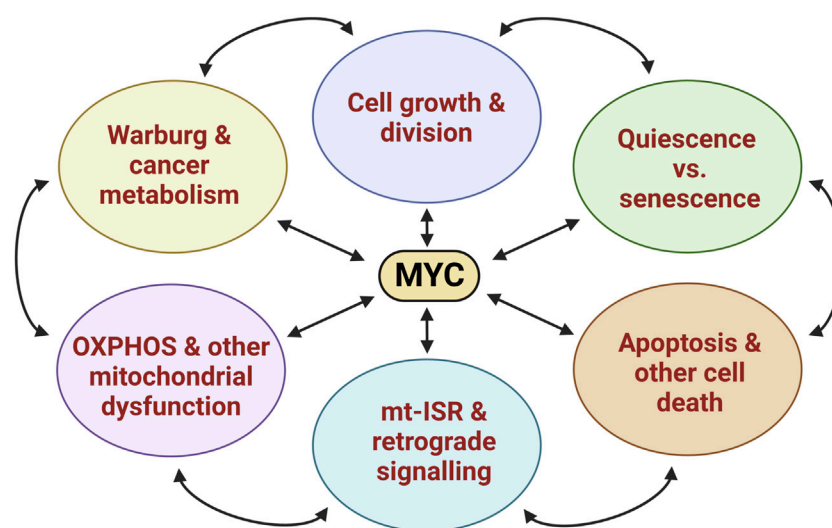 Cell growth &
division
Warburg &
cancer
metabolism
Quiescence
vs.
senescence
MYC
OXPHOS & other
mitochondrial
dysfunction
Apoptosis &
other cell
death
mt-ISR &
retrograde
signalling